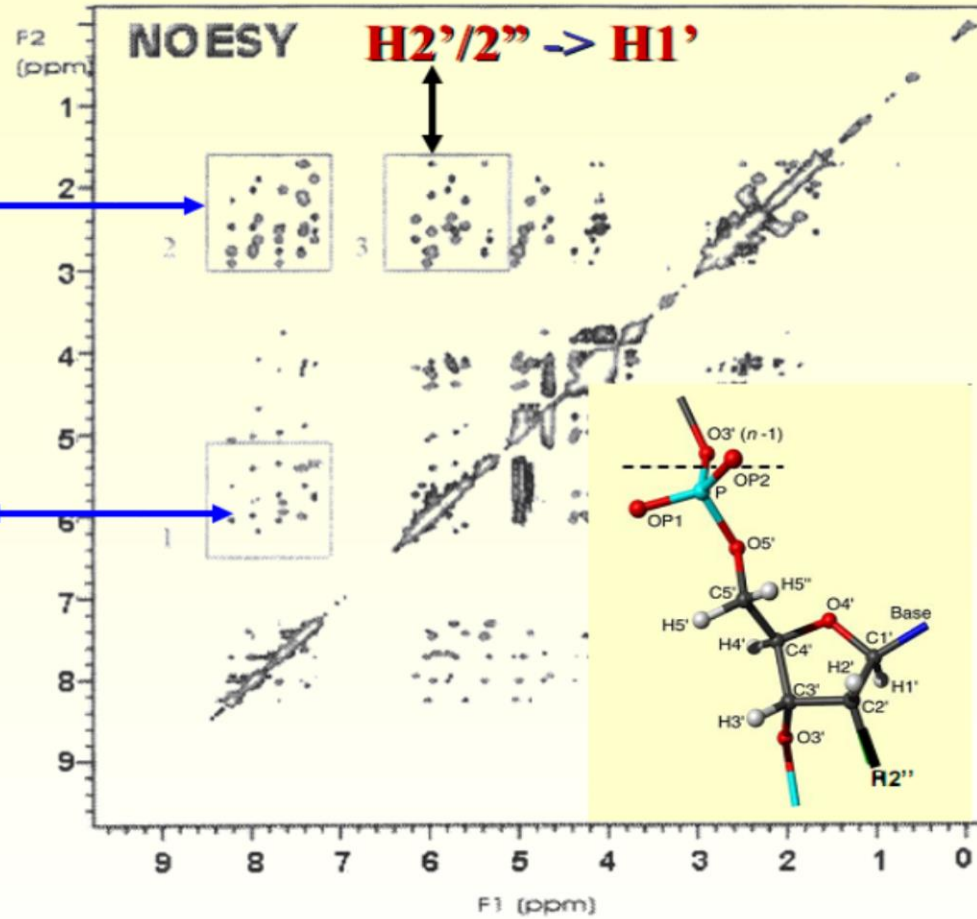 NOESY
H2’/2” -> H1’
F2
(ppm)
1
2
3
4
5
6
7
8
9
2
3
1
9 8 7 6 5 4 3 2 1 0
F1 (ppm)
O3' (n -1)
OP2
P
OP1
O5'
C5'
H5''
H5'
O4'
Base
H4'
C4'
C1'
H2'
H1'
C3'
C2'
H3'
O3'
H2’’